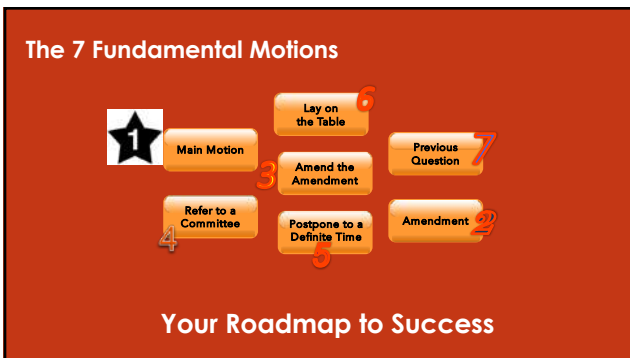 The 7 Fundamental Motions
6
Lay on
the Table
1
Main Motion
Previous
Question
7
3
Amend the
Amendment
Refer to a
Committee
4
Postpone to a
Definite Time
5
Amendment
2
Your Roadmap to Success